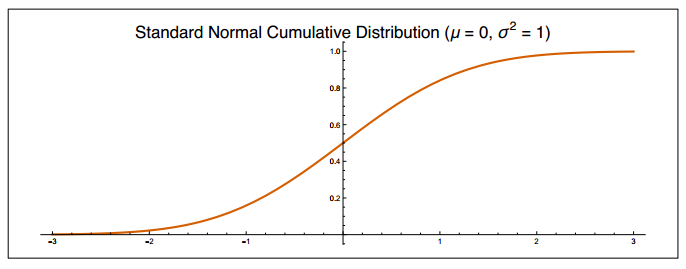 Standard Normal Cumulative Distribution (μ = 0, σ² = 1)
1.0
0.8
0.6
0.4
0.2
-3 -2 -1 1 2 3